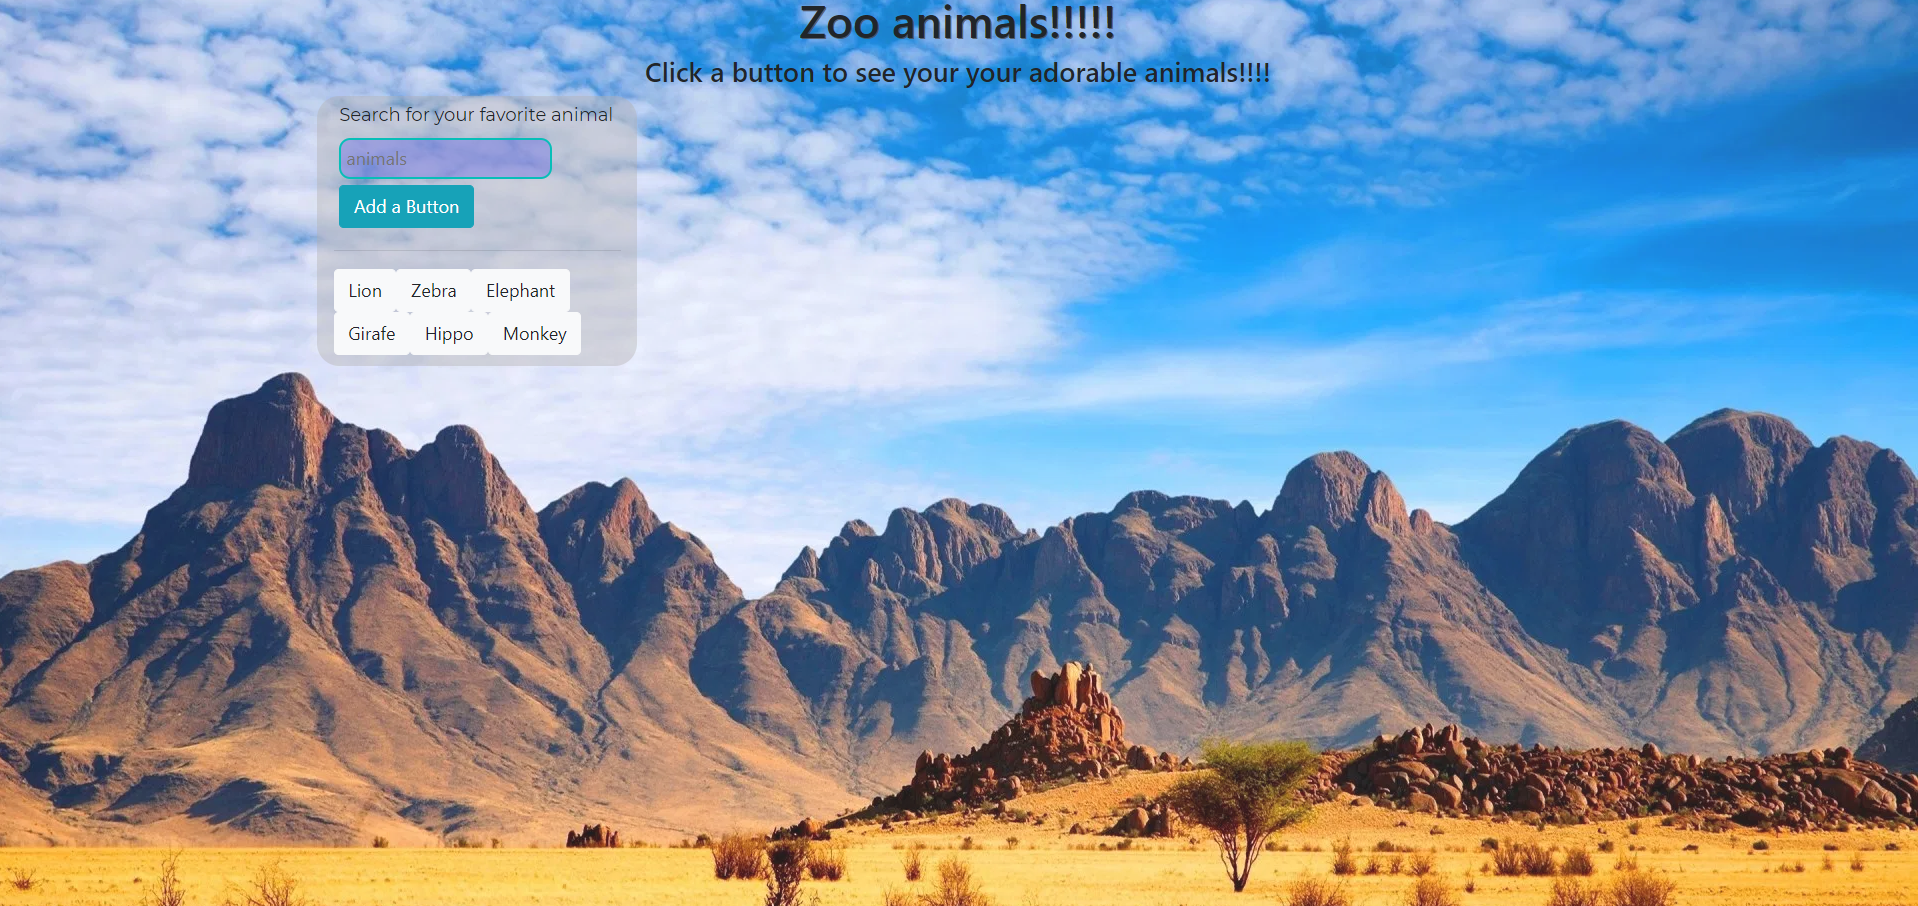 Zoo animals!!!!!
Click a button to see your your adorable animals!!!!
Search for your favorite animal
animals
Add a Button
Lion Zebra Elephant
Girafe Hippo Monkey